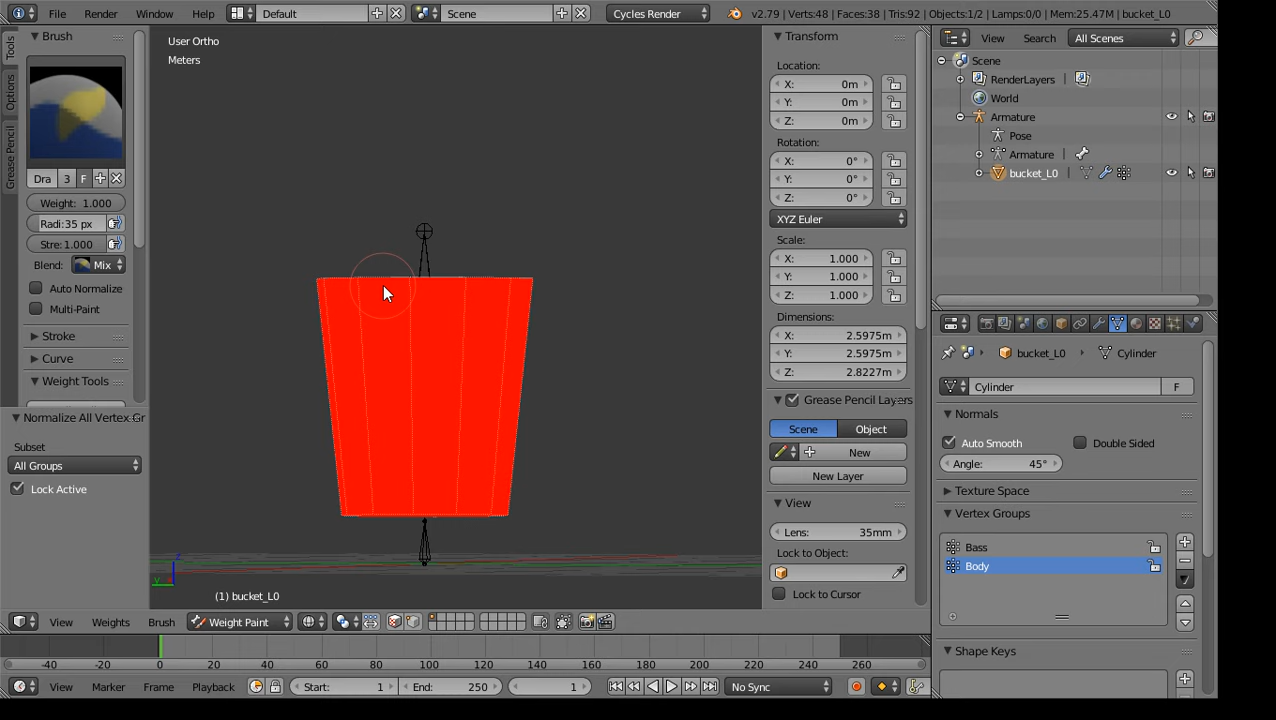 File Render Window Help Default Scene Cycles Render v2.79 | Verts:48 | Faces:38 | Tris:92 | Objects:1/2 | Lamps:0/0 | Mem:25.47M | bucket_L0
Tools
Options
Grease Pencil
Brush
Dra 3 F
Weight: 1.000
Radi:35 px
Stre:1.000
Blend: Mix
Auto Normalize
Multi-Paint
Stroke
Curve
Weight Tools
Normalize All Vertex Gr
Subset
All Groups
Lock Active
User Ortho
Meters
z
y
(1) bucket_L0
View Weights Brush Weight Paint
Transform
Location:
X: 0m
Y: 0m
Z: 0m
Rotation:
X: 0°
Y: 0°
Z: 0°
XYZ Euler
Scale:
X: 1.000
Y: 1.000
Z: 1.000
Dimensions:
X: 2.5975m
Y: 2.5975m
Z: 2.8227m
Grease Pencil Layers
Scene Object
New
New Layer
View
Lens: 35mm
Lock to Object:
Lock to Cursor
View Search All Scenes
Scene
RenderLayers
World
Armature
Pose
Armature
bucket_L0
bucket_L0 Cylinder
Cylinder F
Normals
Auto Smooth Double Sided
Angle: 45°
Texture Space
Vertex Groups
Bass
Body
Shape Keys
-40 -20 0 20 40 60 80 100 120 140 160 180 200 220 240 260
View Marker Frame Playback Start: 1 End: 250 1 No Sync